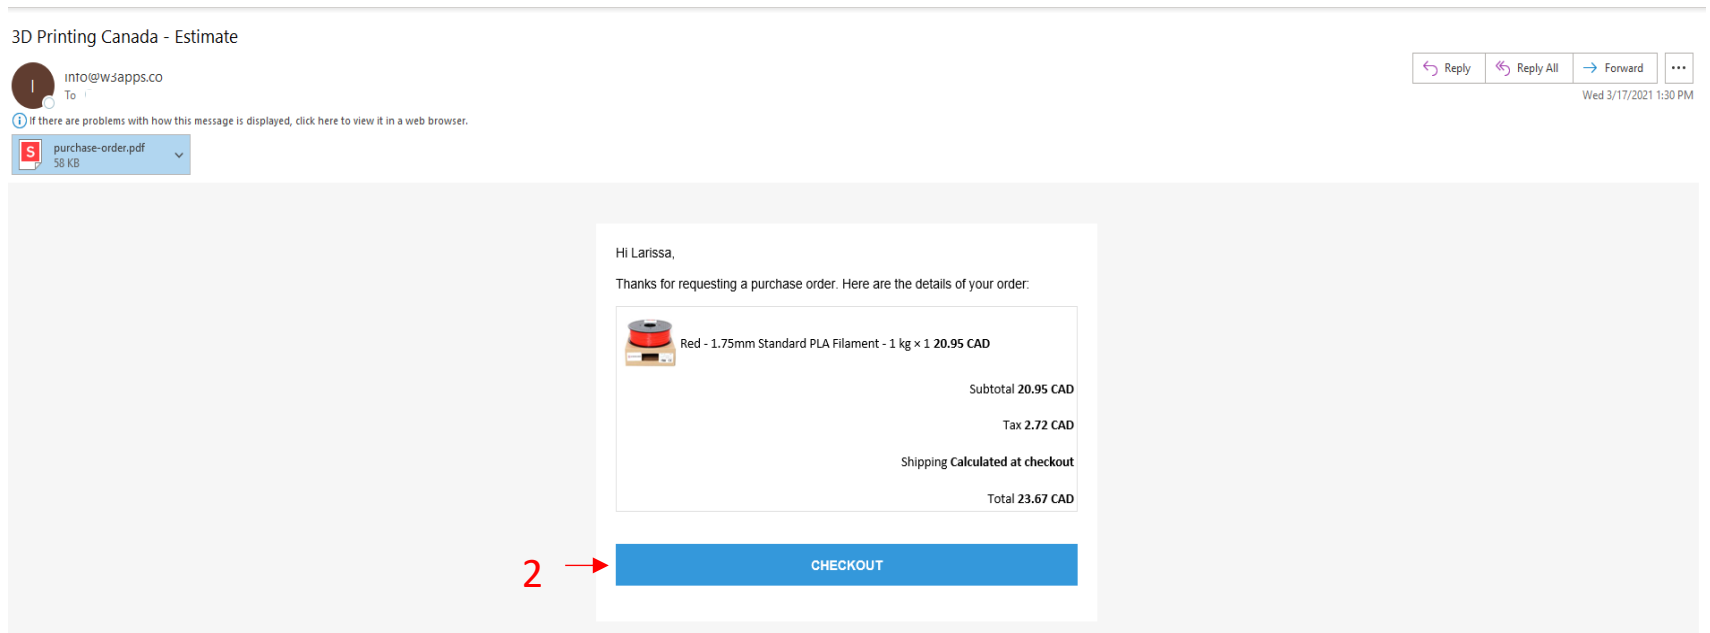 3D Printing Canada - Estimate
I
info@w3apps.co
To
Reply
Reply All
Forward
...
Wed 3/17/2021 1:30 PM
i
If there are problems with how this message is displayed, click here to view it in a web browser.
S
purchase-order.pdf
58 KB
Hi Larissa,
Thanks for requesting a purchase order. Here are the details of your order:
Red - 1.75mm Standard PLA Filament - 1 kg × 1 20.95 CAD
Subtotal 20.95 CAD
Tax 2.72 CAD
Shipping Calculated at checkout
Total 23.67 CAD
2
CHECKOUT